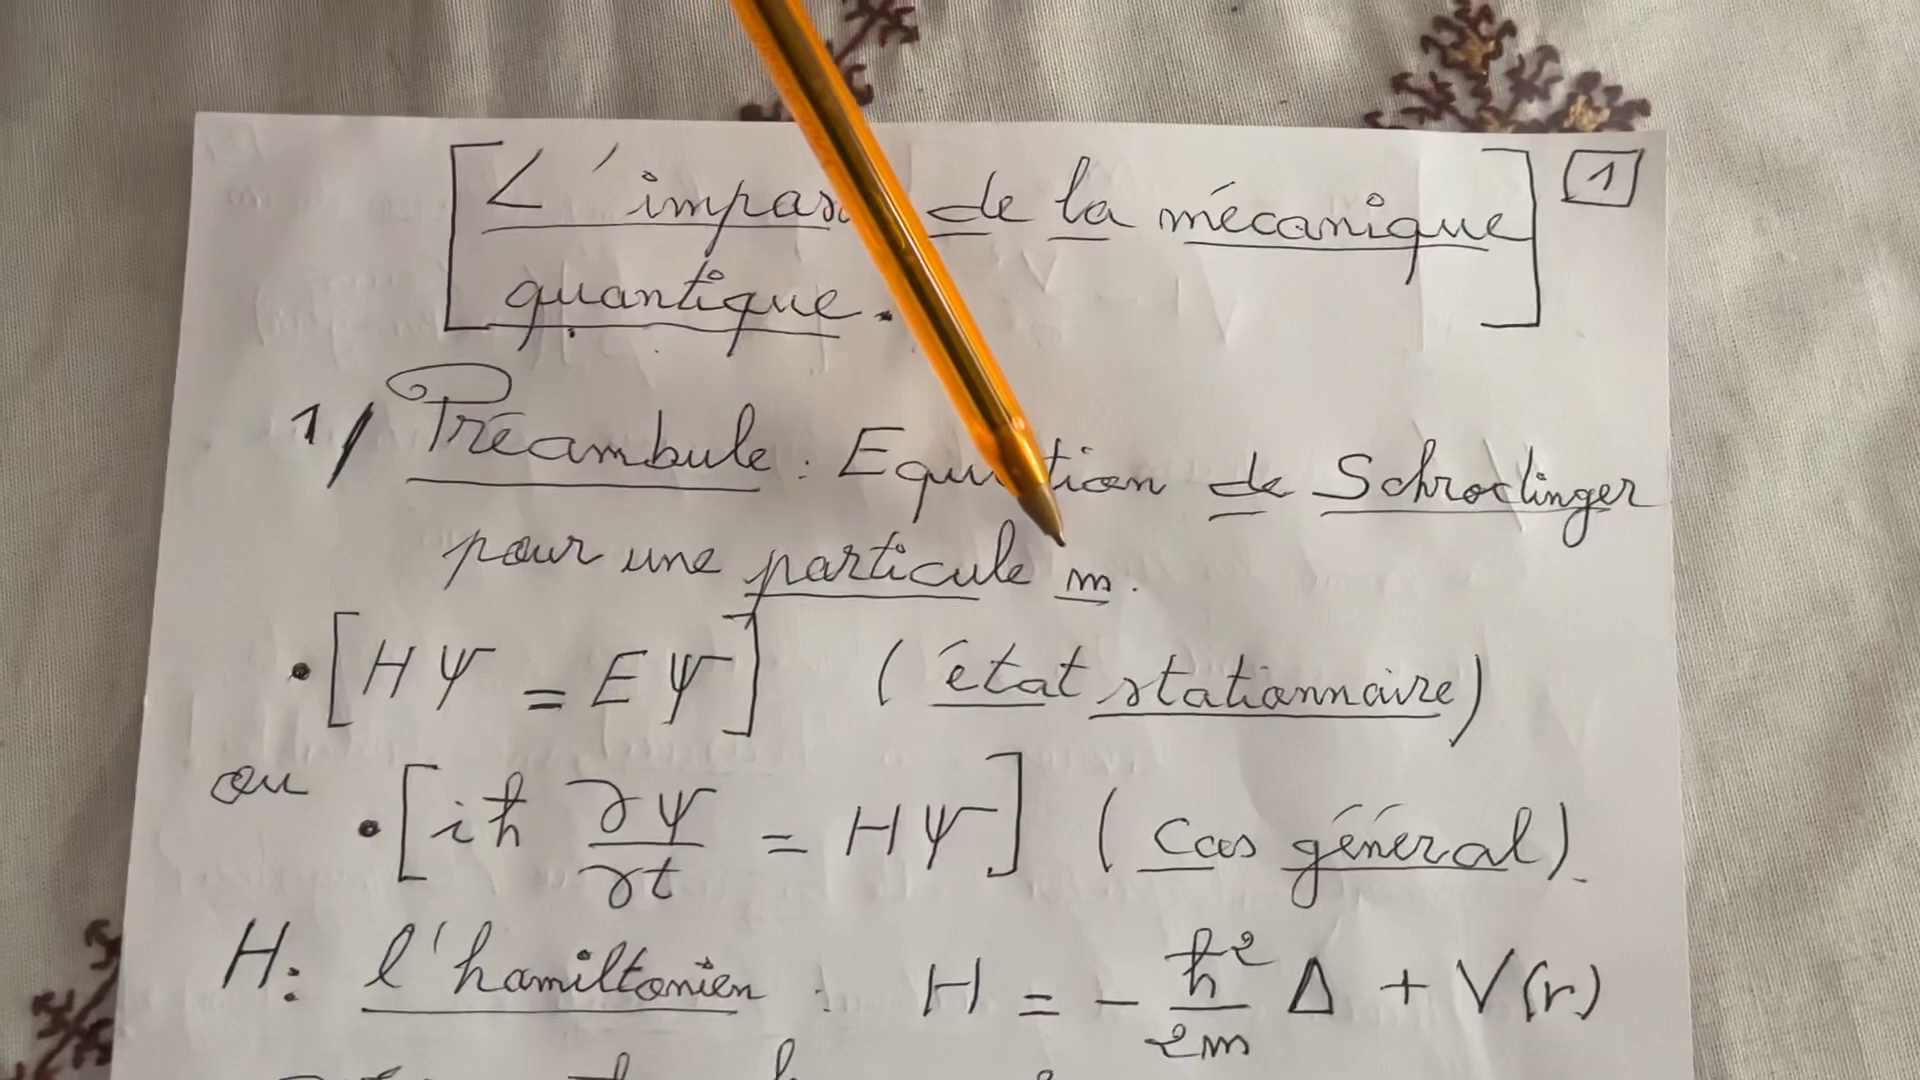 [L'impas de la mécanique 1
quantique.]
1/ Préambule : Equ tion de Schrodinger
pour une particule m.
• [HΨ = EΨ] (état stationnaire)
ou • [iħ ∂Ψ/∂t = HΨ] (Cas général).
H: l'hamiltonien : H = - ħ²/2m Δ + V(r)